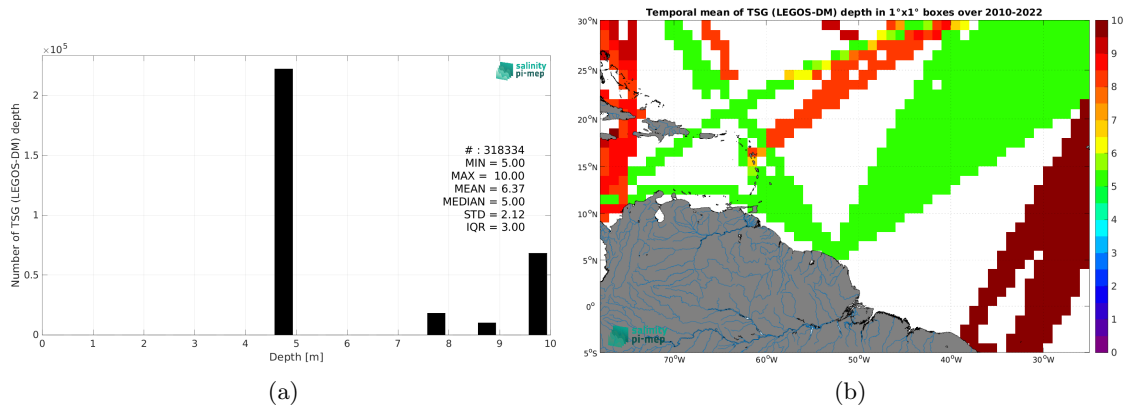 ×10⁵
2
1.5
1
0.5
0
Number of TSG (LEGOS-DM) depth
0 1 2 3 4 5 6 7 8 9 10
Depth [m]
salinity
pi-mep
# : 318334
MIN = 5.00
MAX = 10.00
MEAN = 6.37
MEDIAN = 5.00
STD = 2.12
IQR = 3.00
(a)
Temporal mean of TSG (LEGOS-DM) depth in 1°x1° boxes over 2010-2022
30°N
25°N
20°N
15°N
10°N
5°N
0°
5°S
70°W 60°W 50°W 40°W 30°W
salinity
pi-mep
10
9
8
7
6
5
4
3
2
1
0
(b)